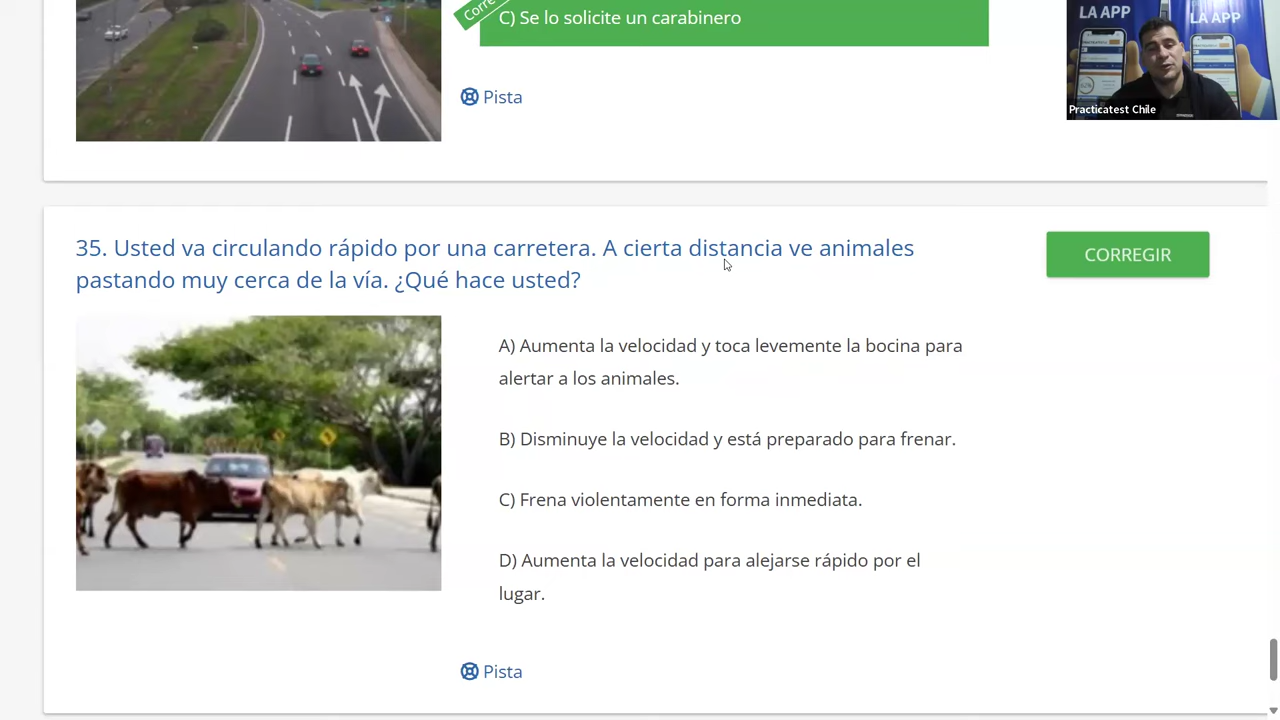 Corre
C) Se lo solicite un carabinero
LA APP
LA APP
Pista
Practicatest Chile
35. Usted va circulando rápido por una carretera. A cierta distancia ve animales
pastando muy cerca de la vía. ¿Qué hace usted?
CORREGIR
A) Aumenta la velocidad y toca levemente la bocina para
alertar a los animales.
B) Disminuye la velocidad y está preparado para frenar.
C) Frena violentamente en forma inmediata.
D) Aumenta la velocidad para alejarse rápido por el
lugar.
Pista